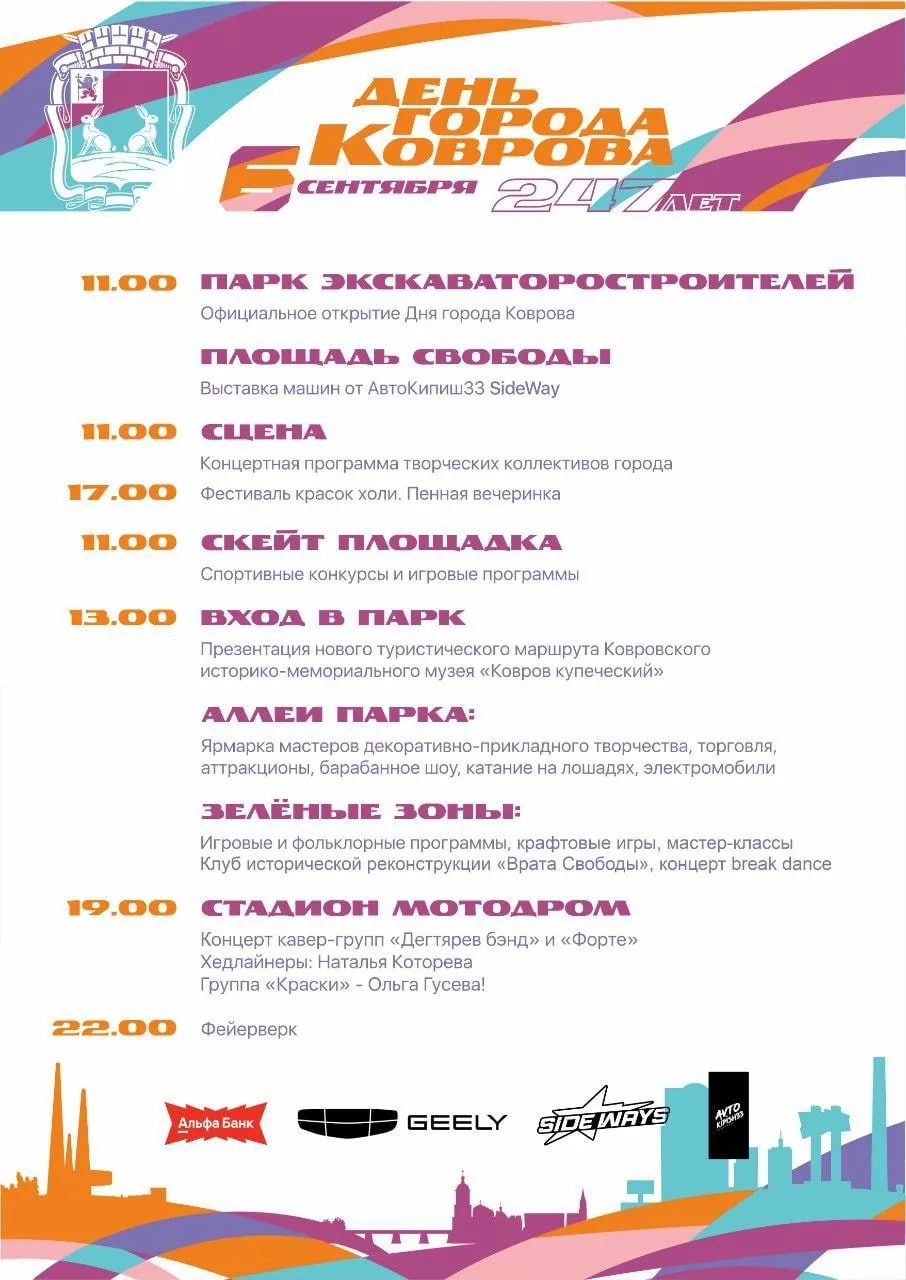 ДЕНЬ
ГОРОДА
КОВРОВА
6 СЕНТЯБРЯ 247 ЛЕТ
11.00 ПАРК ЭКСКАВАТОРОСТРОИТЕЛЕЙ
Официальное открытие Дня города Коврова
ПЛОЩАДЬ СВОБОДЫ
Выставка машин от АвтоКипиш33 SideWay
11.00 СЦЕНА
Концертная программа творческих коллективов города
17.00 Фестиваль красок холи. Пенная вечеринка
11.00 СКЕЙТ ПЛОЩАДКА
Спортивные конкурсы и игровые программы
13.00 ВХОД В ПАРК
Презентация нового туристического маршрута Ковровского
историко-мемориального музея «Ковров купеческий»
АЛЛЕИ ПАРКА:
Ярмарка мастеров декоративно-прикладного творчества, торговля,
аттракционы, барабанное шоу, катание на лошадях, электромобили
ЗЕЛЁНЫЕ ЗОНЫ:
Игровые и фольклорные программы, крафтовые игры, мастер-классы
Клуб исторической реконструкции «Врата Свободы», концерт break dance
19.00 СТАДИОН МОТОДРОМ
Концерт кавер-групп «Дегтярев бэнд» и «Форте»
Хедлайнеры: Наталья Которева
Группа «Краски» - Ольга Гусева!
22.00 Фейерверк
Альфа Банк
GEELY
SIDE WAYS
AVTO
KIPISH33